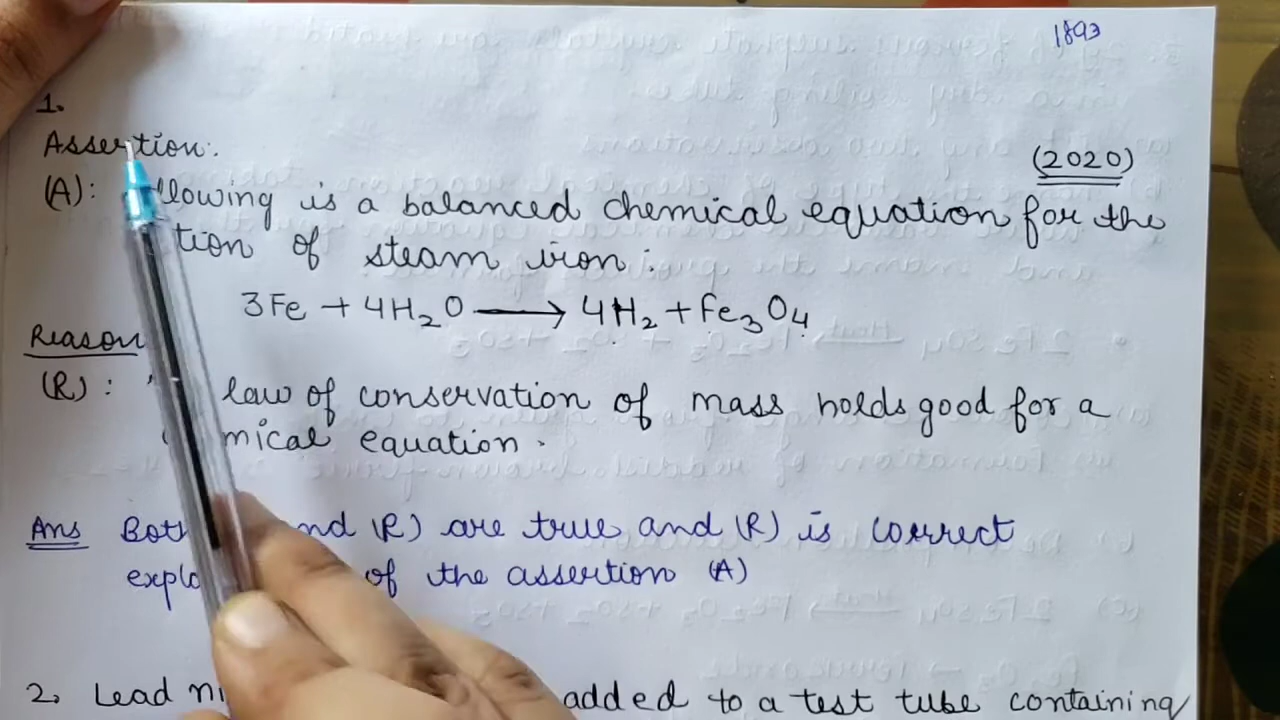 1893
1.
Assertion:
(2020)
(A): llowing is a balanced chemical equation for the
tion of steam iron :
3Fe + 4H₂O ⟶ 4H₂ + Fe₃O₄
Reason
(R) : law of conservation of mass holds good for a
mical equation.
Ans Both nd (R) are true and (R) is correct
expla of the assertion (A)
2. Lead ni added to a test tube containing